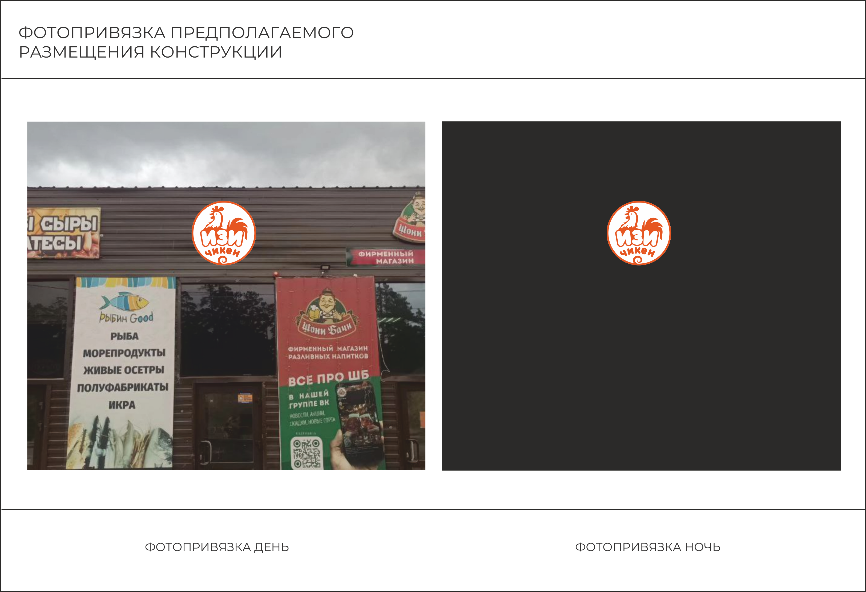 ФОТОПРИВЯЗКА ПРЕДПОЛАГАЕМОГО
РАЗМЕЩЕНИЯ КОНСТРУКЦИИ
И СЫРЫ
АТЕСЫ
ИЗИ
чикен
Шони
ФИРМЕННЫЙ
МАГАЗИН
Рыбин Good
РЫБА
МОРЕПРОДУКТЫ
ЖИВЫЕ ОСЕТРЫ
ПОЛУФАБРИКАТЫ
ИКРА
Шони Бачи
ФИРМЕННЫЙ МАГАЗИН
РАЗЛИВНЫХ НАПИТКОВ
ВСЕ ПРО ШБ
В НАШЕЙ
ГРУППЕ ВК
ИЗИ
чикен
ФОТОПРИВЯЗКА ДЕНЬ
ФОТОПРИВЯЗКА НОЧЬ